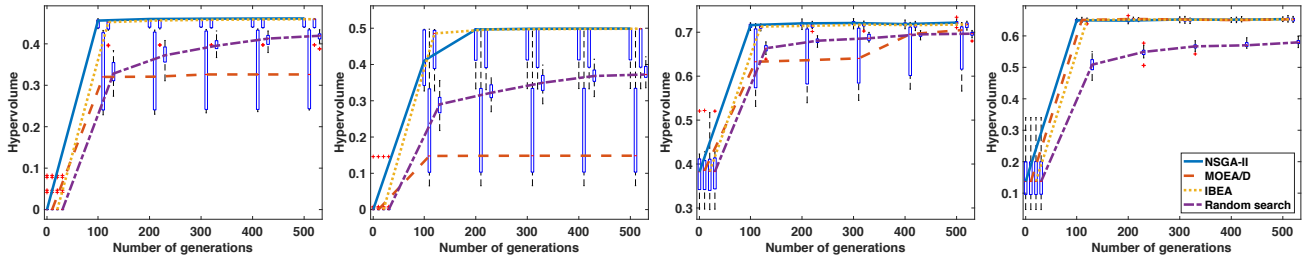 Hypervolume
0.4
0.3
0.2
0.1
0
0 100 200 300 400 500
Number of generations
Hypervolume
0.5
0.4
0.3
0.2
0.1
0
0 100 200 300 400 500
Number of generations
Hypervolume
0.7
0.6
0.5
0.4
0.3
0 100 200 300 400 500
Number of generations
Hypervolume
0.6
0.5
0.4
0.3
0.2
0.1
0 100 200 300 400 500
Number of generations
NSGA-II
MOEA/D
IBEA
Random search